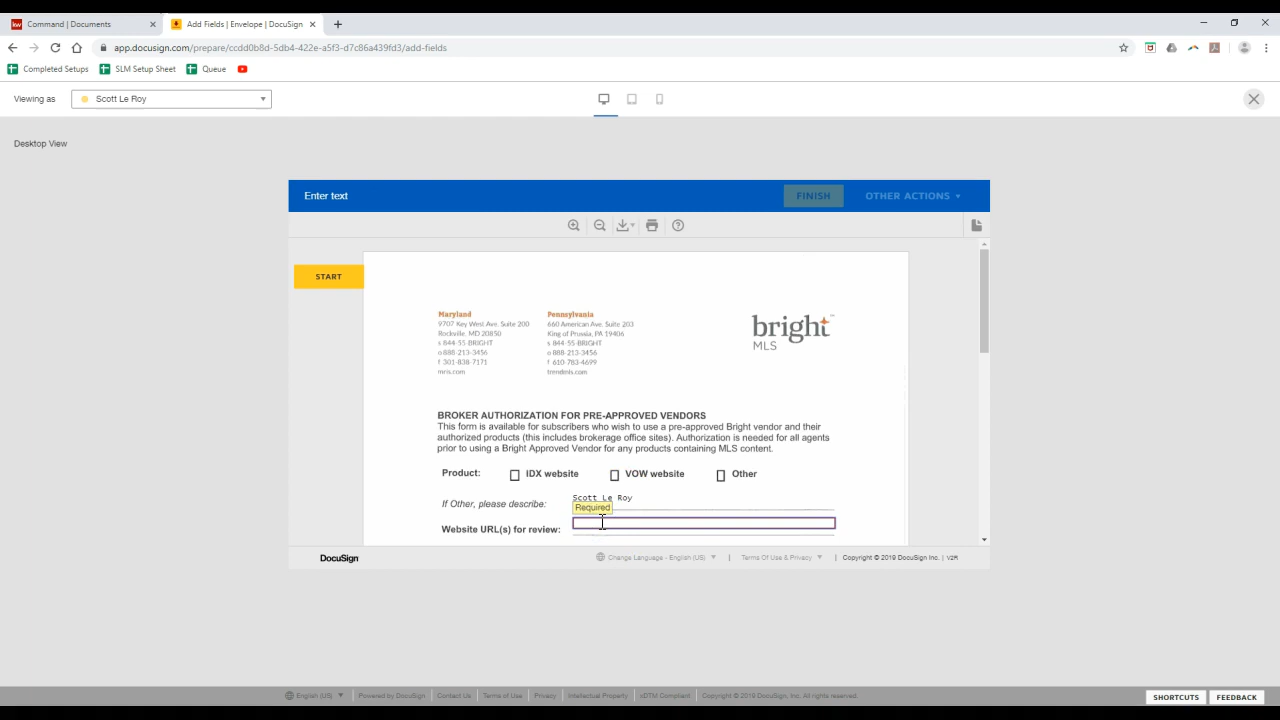 Command | Documents
Add Fields | Envelope | DocuSign
app.docusign.com/prepare/ccdd0b8d-5db4-422e-a5f3-d7c86a439fd3/add-fields
Completed Setups
SLM Setup Sheet
Queue
Viewing as
Scott Le Roy
Desktop View
Enter text
FINISH
OTHER ACTIONS
START
Maryland
9707 Key West Ave. Suite 200
Rockville, MD 20850
s 844-55-BRIGHT
o 888-213-3456
f 301-838-7171
mris.com
Pennsylvania
660 American Ave. Suite 203
King of Prussia, PA 19406
s 844-55-BRIGHT
o 888-213-3456
f 610-783-4699
trendmls.com
bright
MLS
BROKER AUTHORIZATION FOR PRE-APPROVED VENDORS
This form is available for subscribers who wish to use a pre-approved Bright vendor and their
authorized products (this includes brokerage office sites). Authorization is needed for all agents
prior to using a Bright Approved Vendor for any products containing MLS content.
Product: IDX website VOW website Other
If Other, please describe: Scott Le Roy
Required
Website URL(s) for review:
DocuSign
Change Language - English (US)
Terms Of Use & Privacy
Copyright © 2019 DocuSign Inc. | V2R
English (US)
Powered by DocuSign
Contact Us
Terms of Use
Privacy
Intellectual Property
xDTM Compliant
Copyright © 2019 DocuSign, Inc. All rights reserved.
SHORTCUTS
FEEDBACK